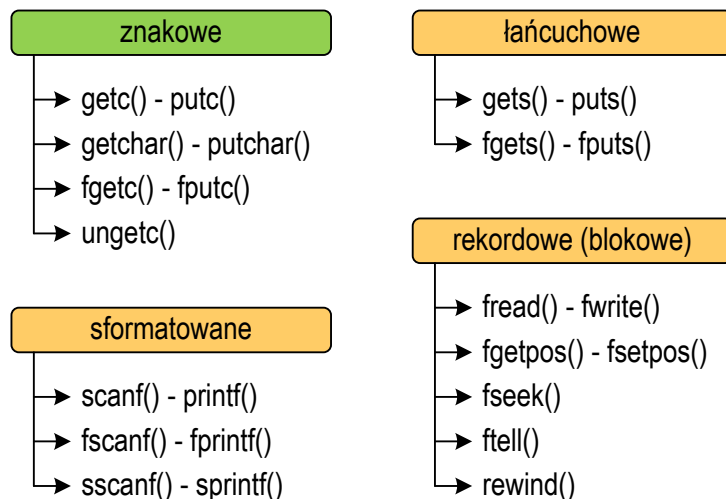 znakowe
getc() - putc()
getchar() - putchar()
fgetc() - fputc()
ungetc()
sformatowane
scanf() - printf()
fscanf() - fprintf()
sscanf() - sprintf()
łańcuchowe
gets() - puts()
fgets() - fputs()
rekordowe (blokowe)
fread() - fwrite()
fgetpos() - fsetpos()
fseek()
ftell()
rewind()